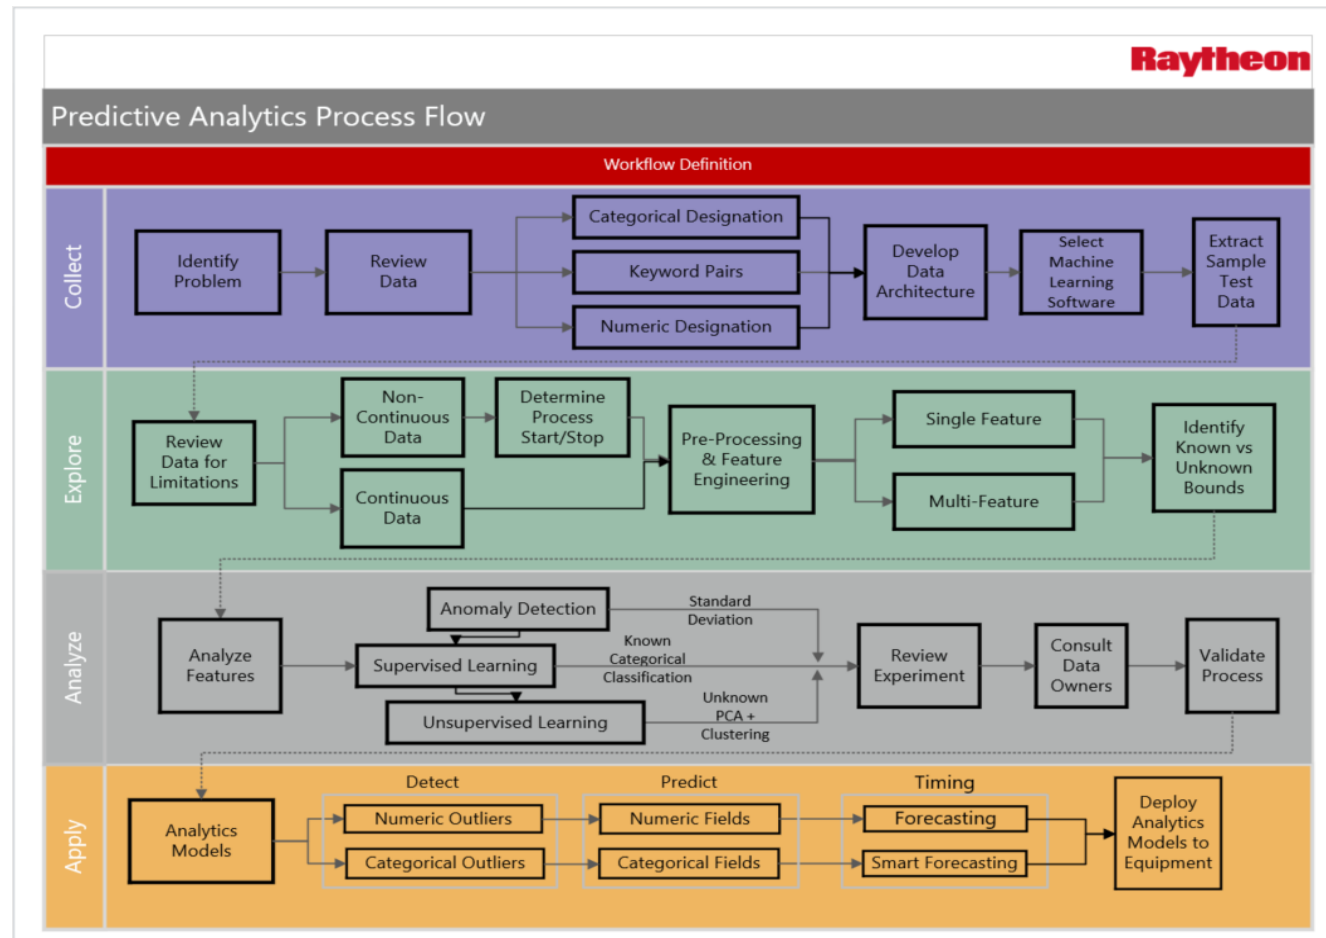 Raytheon
Predictive Analytics Process Flow
Workflow Definition
Collect
Identify
Problem
Review
Data
Categorical Designation
Keyword Pairs
Numeric Designation
Develop
Data
Architecture
Select
Machine
Learning
Software
Extract
Sample
Test
Data
Explore
Review
Data for
Limitations
Non-
Continuous
Data
Continuous
Data
Determine
Process
Start/Stop
Pre-Processing
& Feature
Engineering
Single Feature
Multi-Feature
Identify
Known vs
Unknown
Bounds
Analyze
Analyze
Features
Anomaly Detection
Supervised Learning
Unsupervised Learning
Standard
Deviation
Known
Categorical
Classification
Unknown
PCA +
Clustering
Review
Experiment
Consult
Data
Owners
Validate
Process
Apply
Analytics
Models
Detect
Numeric Outliers
Categorical Outliers
Predict
Numeric Fields
Categorical Fields
Timing
Forecasting
Smart Forecasting
Deploy
Analytics
Models to
Equipment